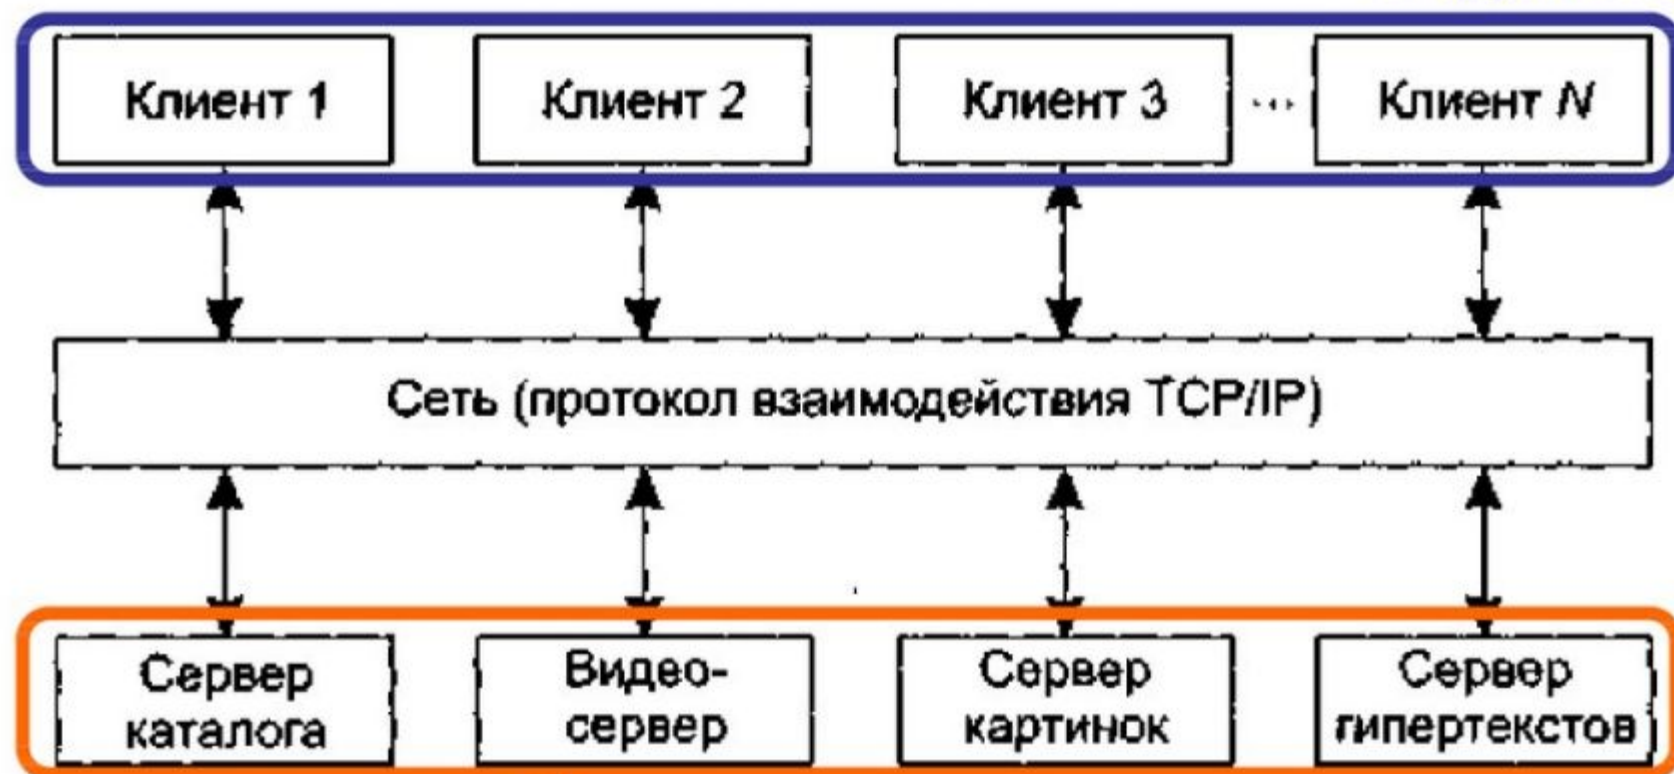 Клиент 1
Клиент 2
Клиент 3
...
Клиент N
Сеть (протокол взаимодействия TCP/IP)
Сервер
каталога
Видео-
сервер
Сервер
картинок
Сервер
гипертекстов